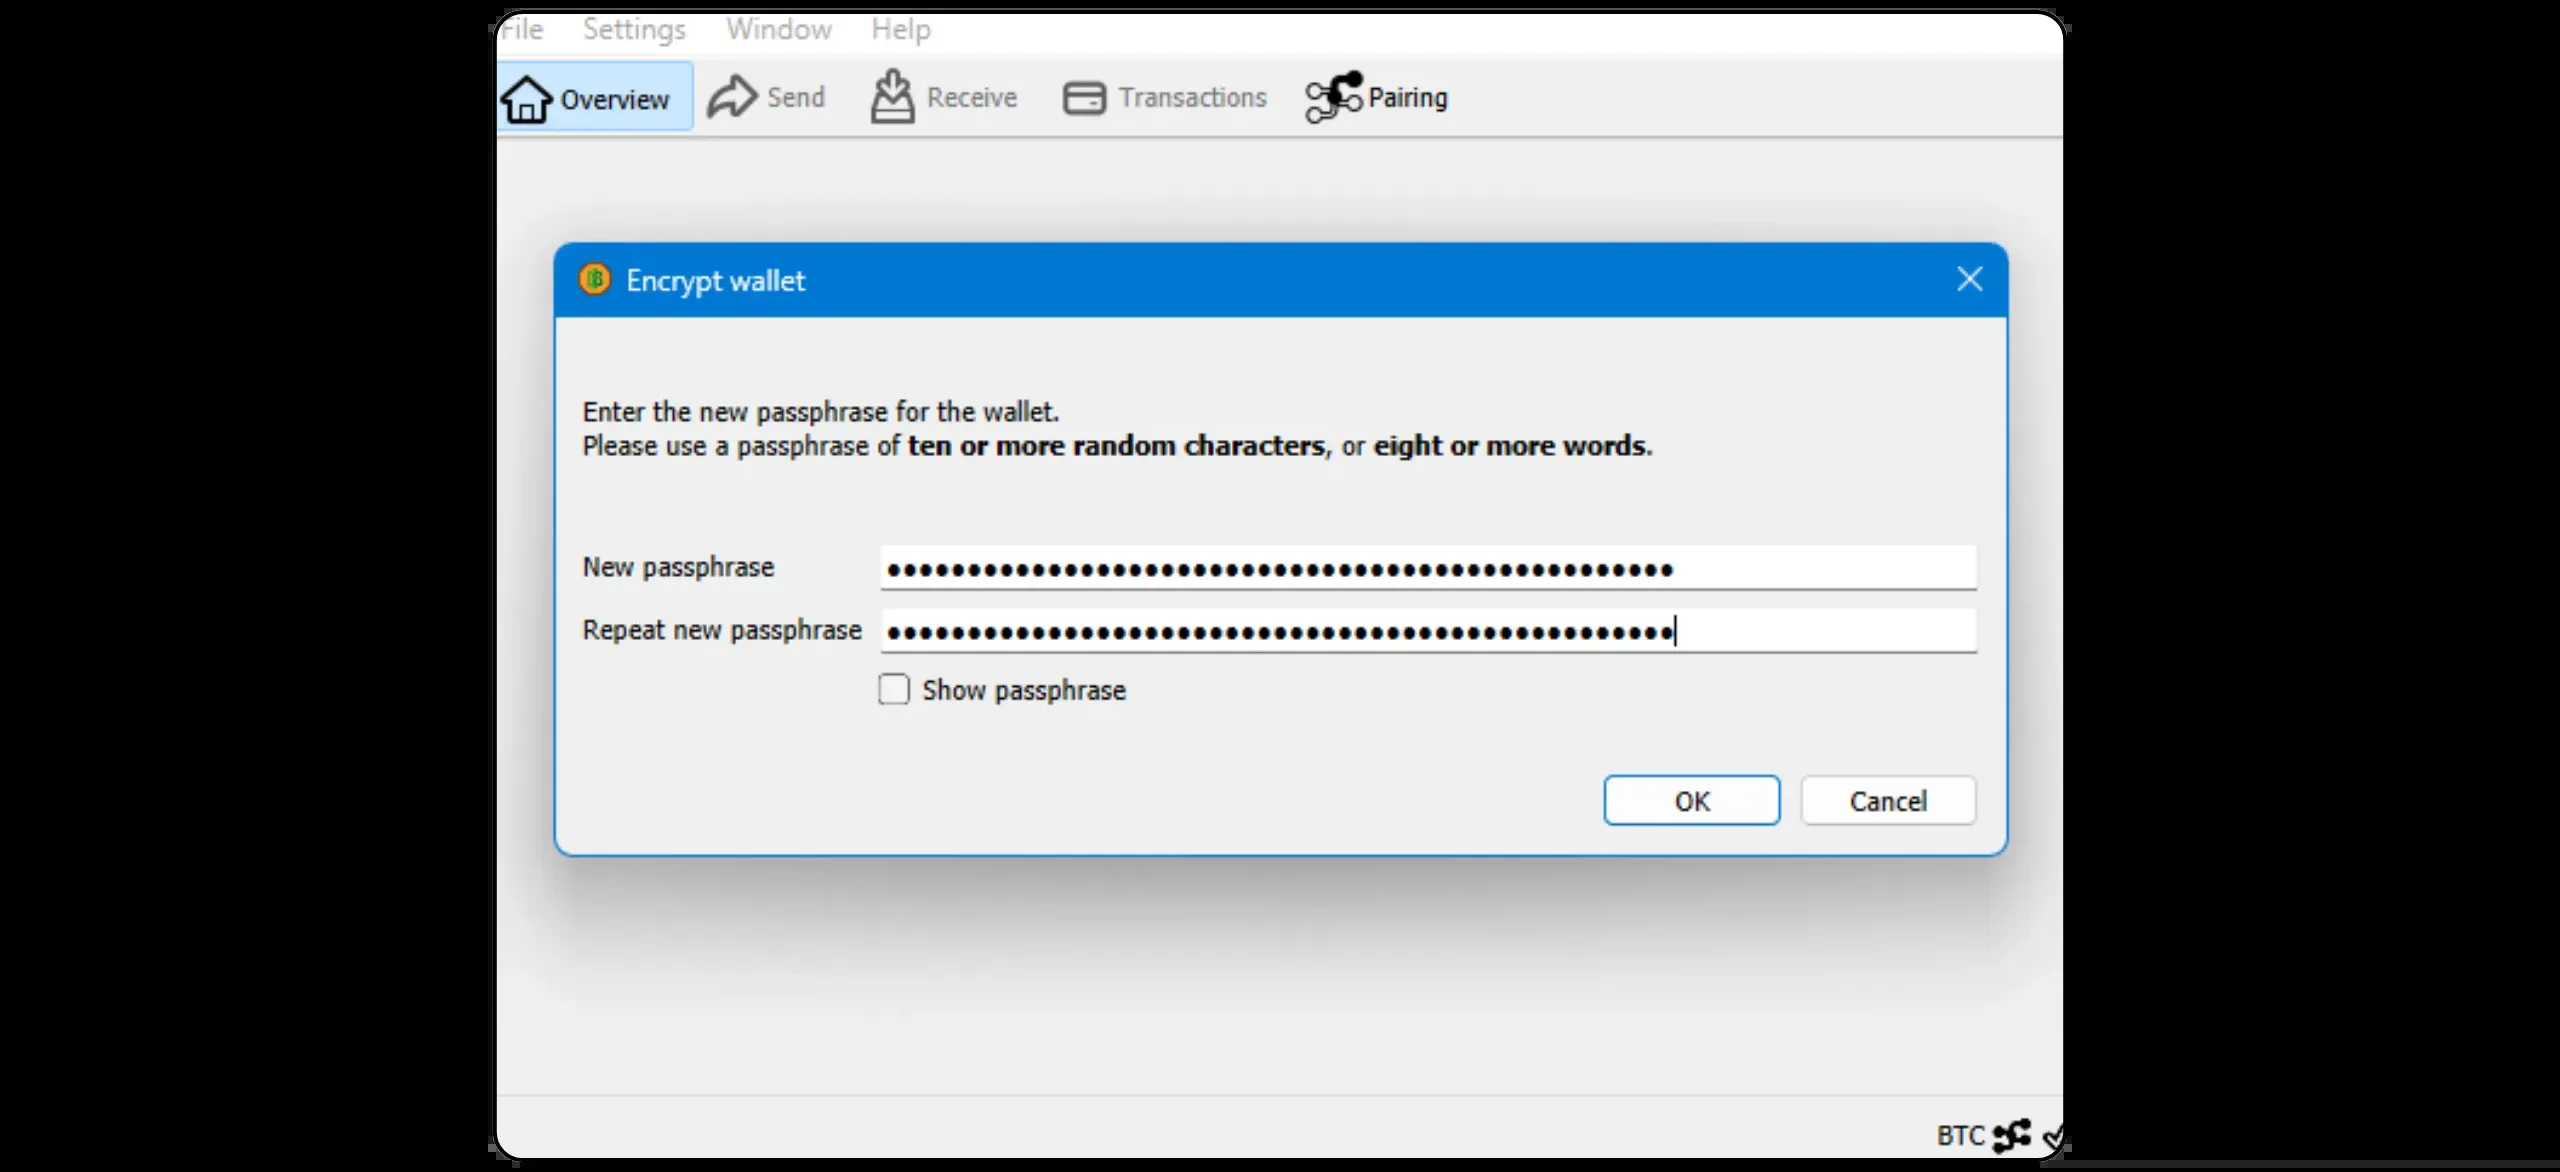 File Settings Window Help
Overview Send Receive Transactions Pairing
Encrypt wallet
Enter the new passphrase for the wallet.
Please use a passphrase of ten or more random characters, or eight or more words.
New passphrase
Repeat new passphrase
Show passphrase
OK Cancel
BTC